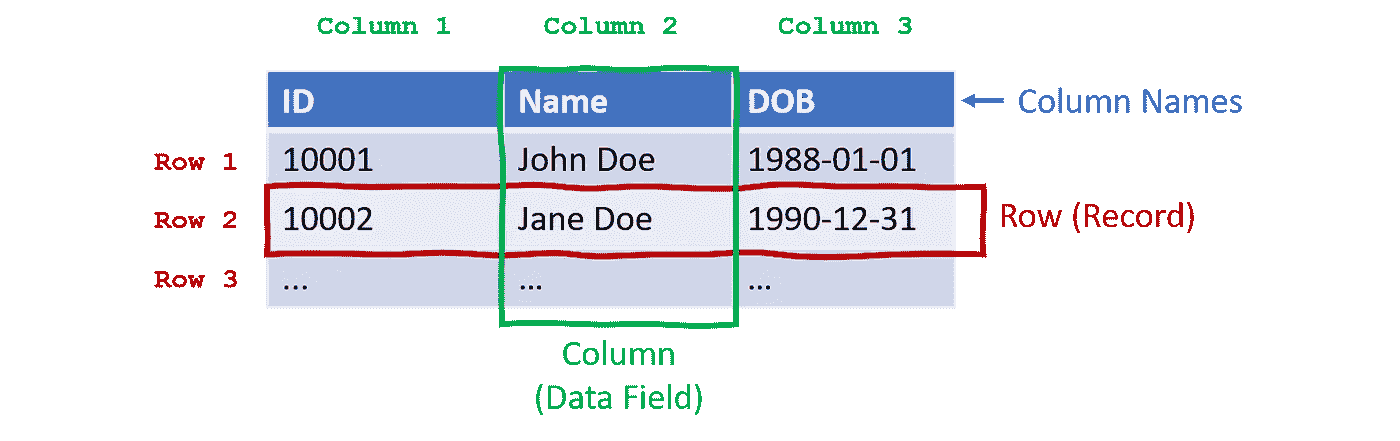 Column 1 Column 2 Column 3
ID Name DOB Column Names
Row 1 10001 John Doe 1988-01-01
Row 2 10002 Jane Doe 1990-12-31 Row (Record)
Row 3 ... ... ...
Column
(Data Field)